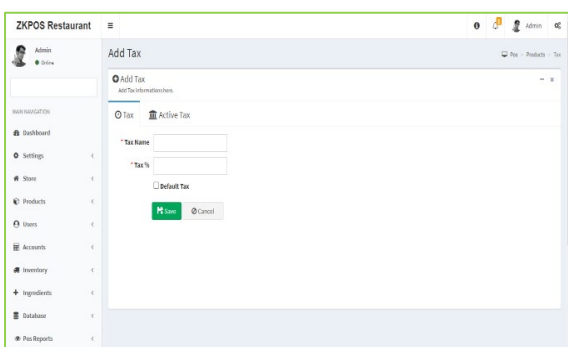 ZKPOS Restaurant
Admin
Admin
Online
Add Tax
Pos > Products > Tax
Add Tax
Add Tax Informations here.
MAIN NAVIGATION
Tax
Active Tax
Dashboard
* Tax Name
Settings
* Tax %
Store
Default Tax
Products
Save
Cancel
Users
Accounts
Inventory
Ingredients
Database
Pos Reports